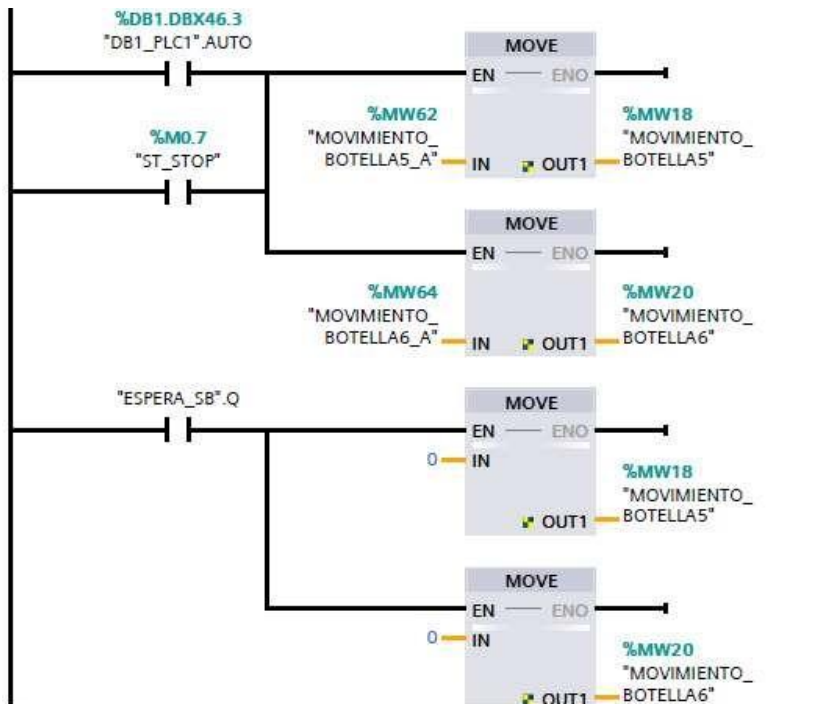 %DB1.DBX46.3
"DB1_PLC1".AUTO
MOVE
EN
ENO
%MW62
"MOVIMIENTO_
BOTELLA5_A"
IN
OUT1
%MW18
"MOVIMIENTO_
BOTELLA5"
%M0.7
"ST_STOP"
MOVE
EN
ENO
%MW64
"MOVIMIENTO_
BOTELLA6_A"
IN
OUT1
%MW20
"MOVIMIENTO_
BOTELLA6"
"ESPERA_SB".Q
MOVE
EN
ENO
0
IN
OUT1
%MW18
"MOVIMIENTO_
BOTELLA5"
MOVE
EN
ENO
0
IN
OUT1
%MW20
"MOVIMIENTO_
BOTELLA6"